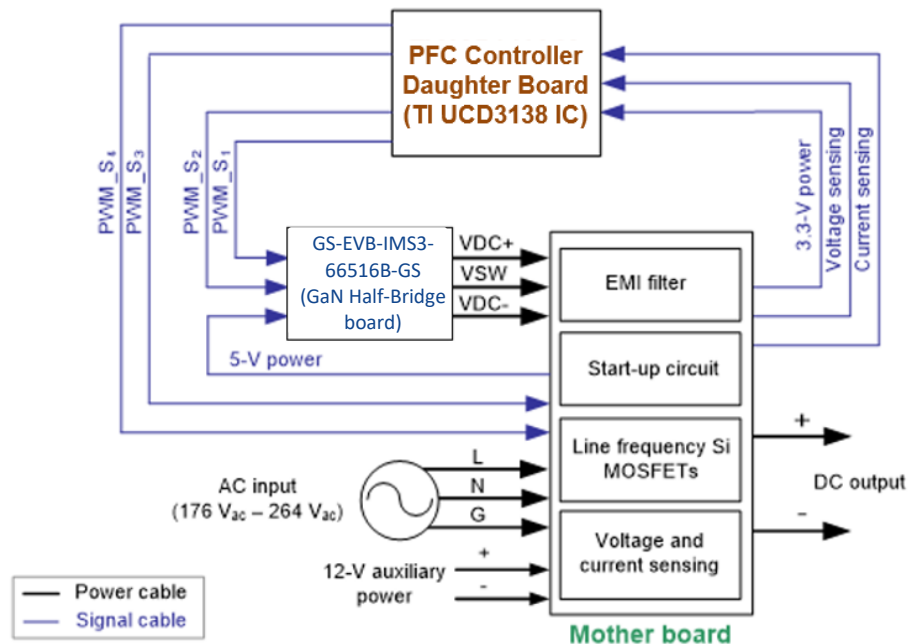 PFC Controller
Daughter Board
(TI UCD3138 IC)
PWM_S₄
PWM_S₃
PWM_S₂
PWM_S₁
3.3-V power
Voltage sensing
Current sensing
GS-EVB-IMS3-
66516B-GS
(GaN Half-Bridge
board)
VDC+
VSW
VDC-
5-V power
EMI filter
Start-up circuit
Line frequency Si
MOSFETs
Voltage and
current sensing
AC input
(176 Vₐc – 264 Vₐc)
L
N
G
12-V auxiliary
power
+
-
+
DC output
-
Power cable
Signal cable
Mother board